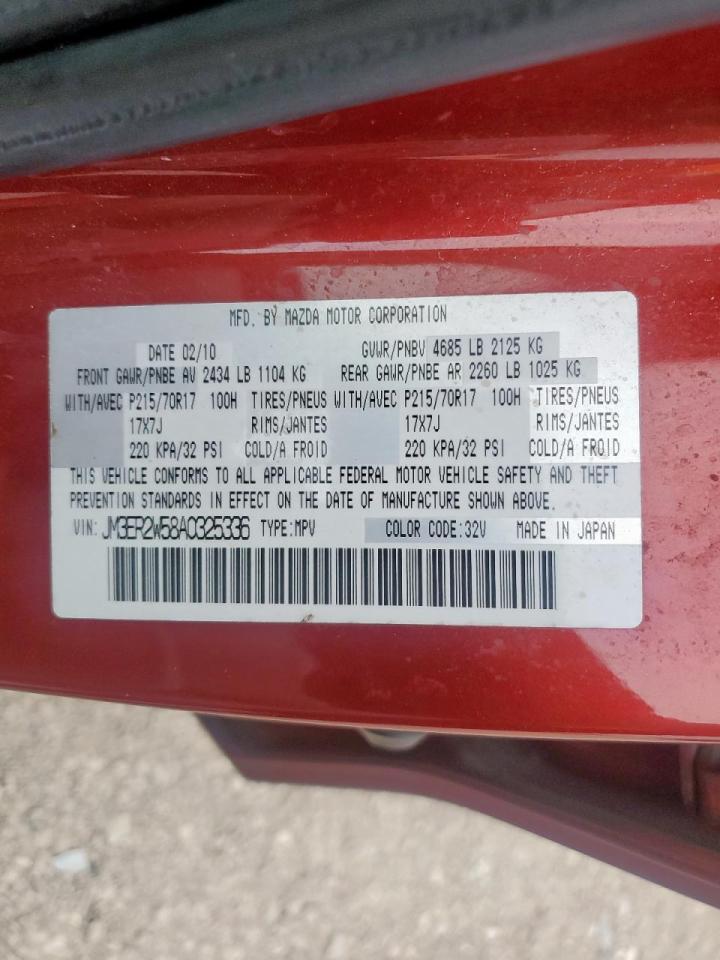 MFD. BY MAZDA MOTOR CORPORATION
DATE 02/10 GVWR/PNBV 4685 LB 2125 KG
FRONT GAWR/PNBE AV 2434 LB 1104 KG REAR GAWR/PNBE AR 2260 LB 1025 KG
WITH/AVEC P215/70R17 100H TIRES/PNEUS WITH/AVEC P215/70R17 100H TIRES/PNEUS
17X7J RIMS/JANTES 17X7J RIMS/JANTES
220 KPA/32 PSI COLD/A FROID 220 KPA/32 PSI COLD/A FROID
THIS VEHICLE CONFORMS TO ALL APPLICABLE FEDERAL MOTOR VEHICLE SAFETY AND THEFT
PREVENTION STANDARDS IN EFFECT ON THE DATE OF MANUFACTURE SHOWN ABOVE.
VIN: JM3ER2W58A0325336 TYPE:MPV COLOR CODE:32V MADE IN JAPAN